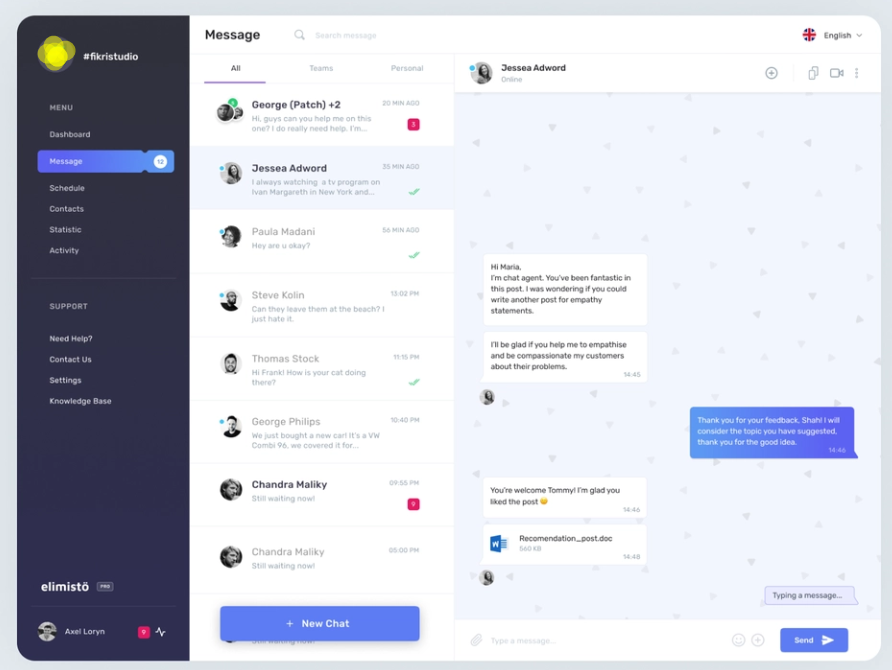 #fikristudio
MENU
Dashboard
Message 12
Schedule
Contacts
Statistic
Activity
SUPPORT
Need Help?
Contact Us
Settings
Knowledge Base
elimistö PRO
Axel Loryn 9
Message
Search message
English
All Teams Personal
George (Patch) +2 20 MIN AGO
6
Hi, guys can you help me on this
one? I do really need help. I'm... 3
Jessea Adword 35 MIN AGO
I always watching a tv program on
Ivan Margareth in New York and...
Paula Madani 56 MIN AGO
Hey are u okay?
Steve Kolin 13:02 PM
Can they leave them at the beach? I
just hate it.
Thomas Stock 11:15 PM
Hi Frank! How is your cat doing
there?
George Philips 10:40 PM
We just bought a new car! It's a VW
Combi 96, we covered it for...
Chandra Maliky 09:55 PM
Still waiting now! 9
Chandra Maliky 05:00 PM
Still waiting now!
+ New Chat
Still waiting now!
Jessea Adword
Online
Hi Maria,
I'm chat agent. You've been fantastic in
this post. I was wondering if you could
write another post for empathy
statements.
I'll be glad if you help me to empathise
and be compassionate my customers
about their problems.
14:45
Thank you for your feedback, Shah! I will
consider the topic you have suggested,
thank you for the good idea.
14:46
You're welcome Tommy! I'm glad you
liked the post 😊
14:46
W Recomendation_post.doc
560 KB
14:48
Typing a message...
Type a message...
Send